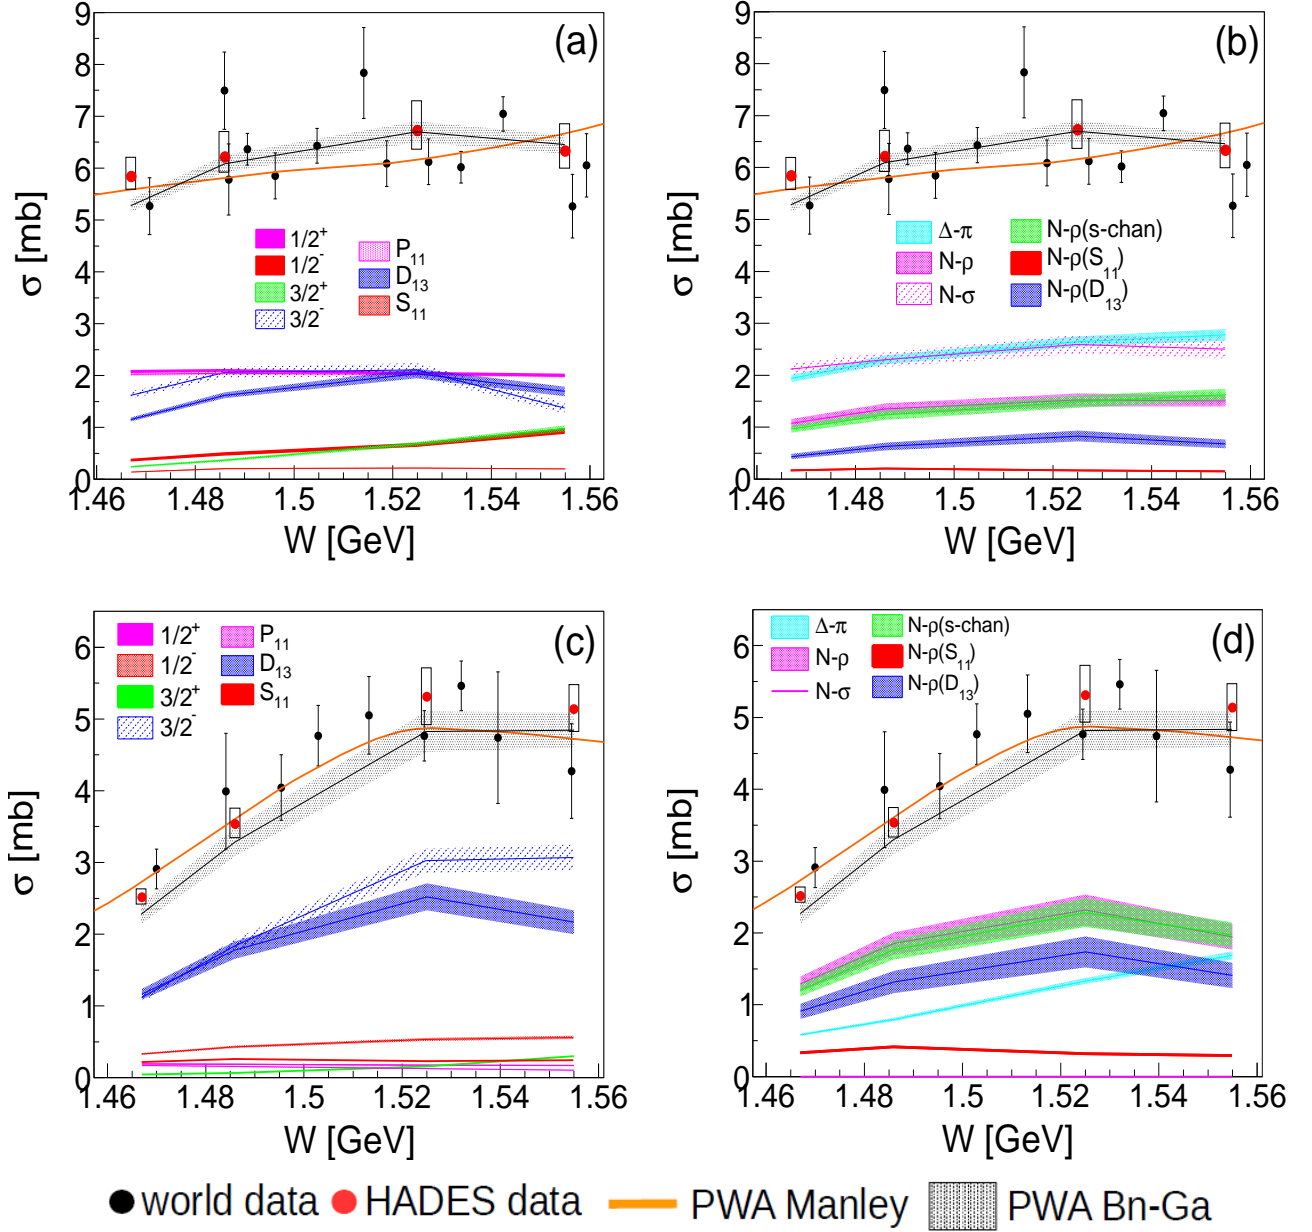 (a)
9
8
7
6
5
4
3
2
1
0
σ [mb]
1/2+
1/2-
3/2+
3/2-
P11
D13
S11
1.46 1.48 1.5 1.52 1.54 1.56
W [GeV]
(b)
9
8
7
6
5
4
3
2
1
0
σ [mb]
Δ-π
N-ρ
N-σ
N-ρ(s-chan)
N-ρ(S11)
N-ρ(D13)
1.46 1.48 1.5 1.52 1.54 1.56
W [GeV]
(c)
6
5
4
3
2
1
0
σ [mb]
1/2+
1/2-
3/2+
3/2-
P11
D13
S11
1.46 1.48 1.5 1.52 1.54 1.56
W [GeV]
(d)
6
5
4
3
2
1
0
σ [mb]
Δ-π
N-ρ
N-σ
N-ρ(s-chan)
N-ρ(S11)
N-ρ(D13)
1.46 1.48 1.5 1.52 1.54 1.56
W [GeV]
world data HADES data PWA Manley PWA Bn-Ga